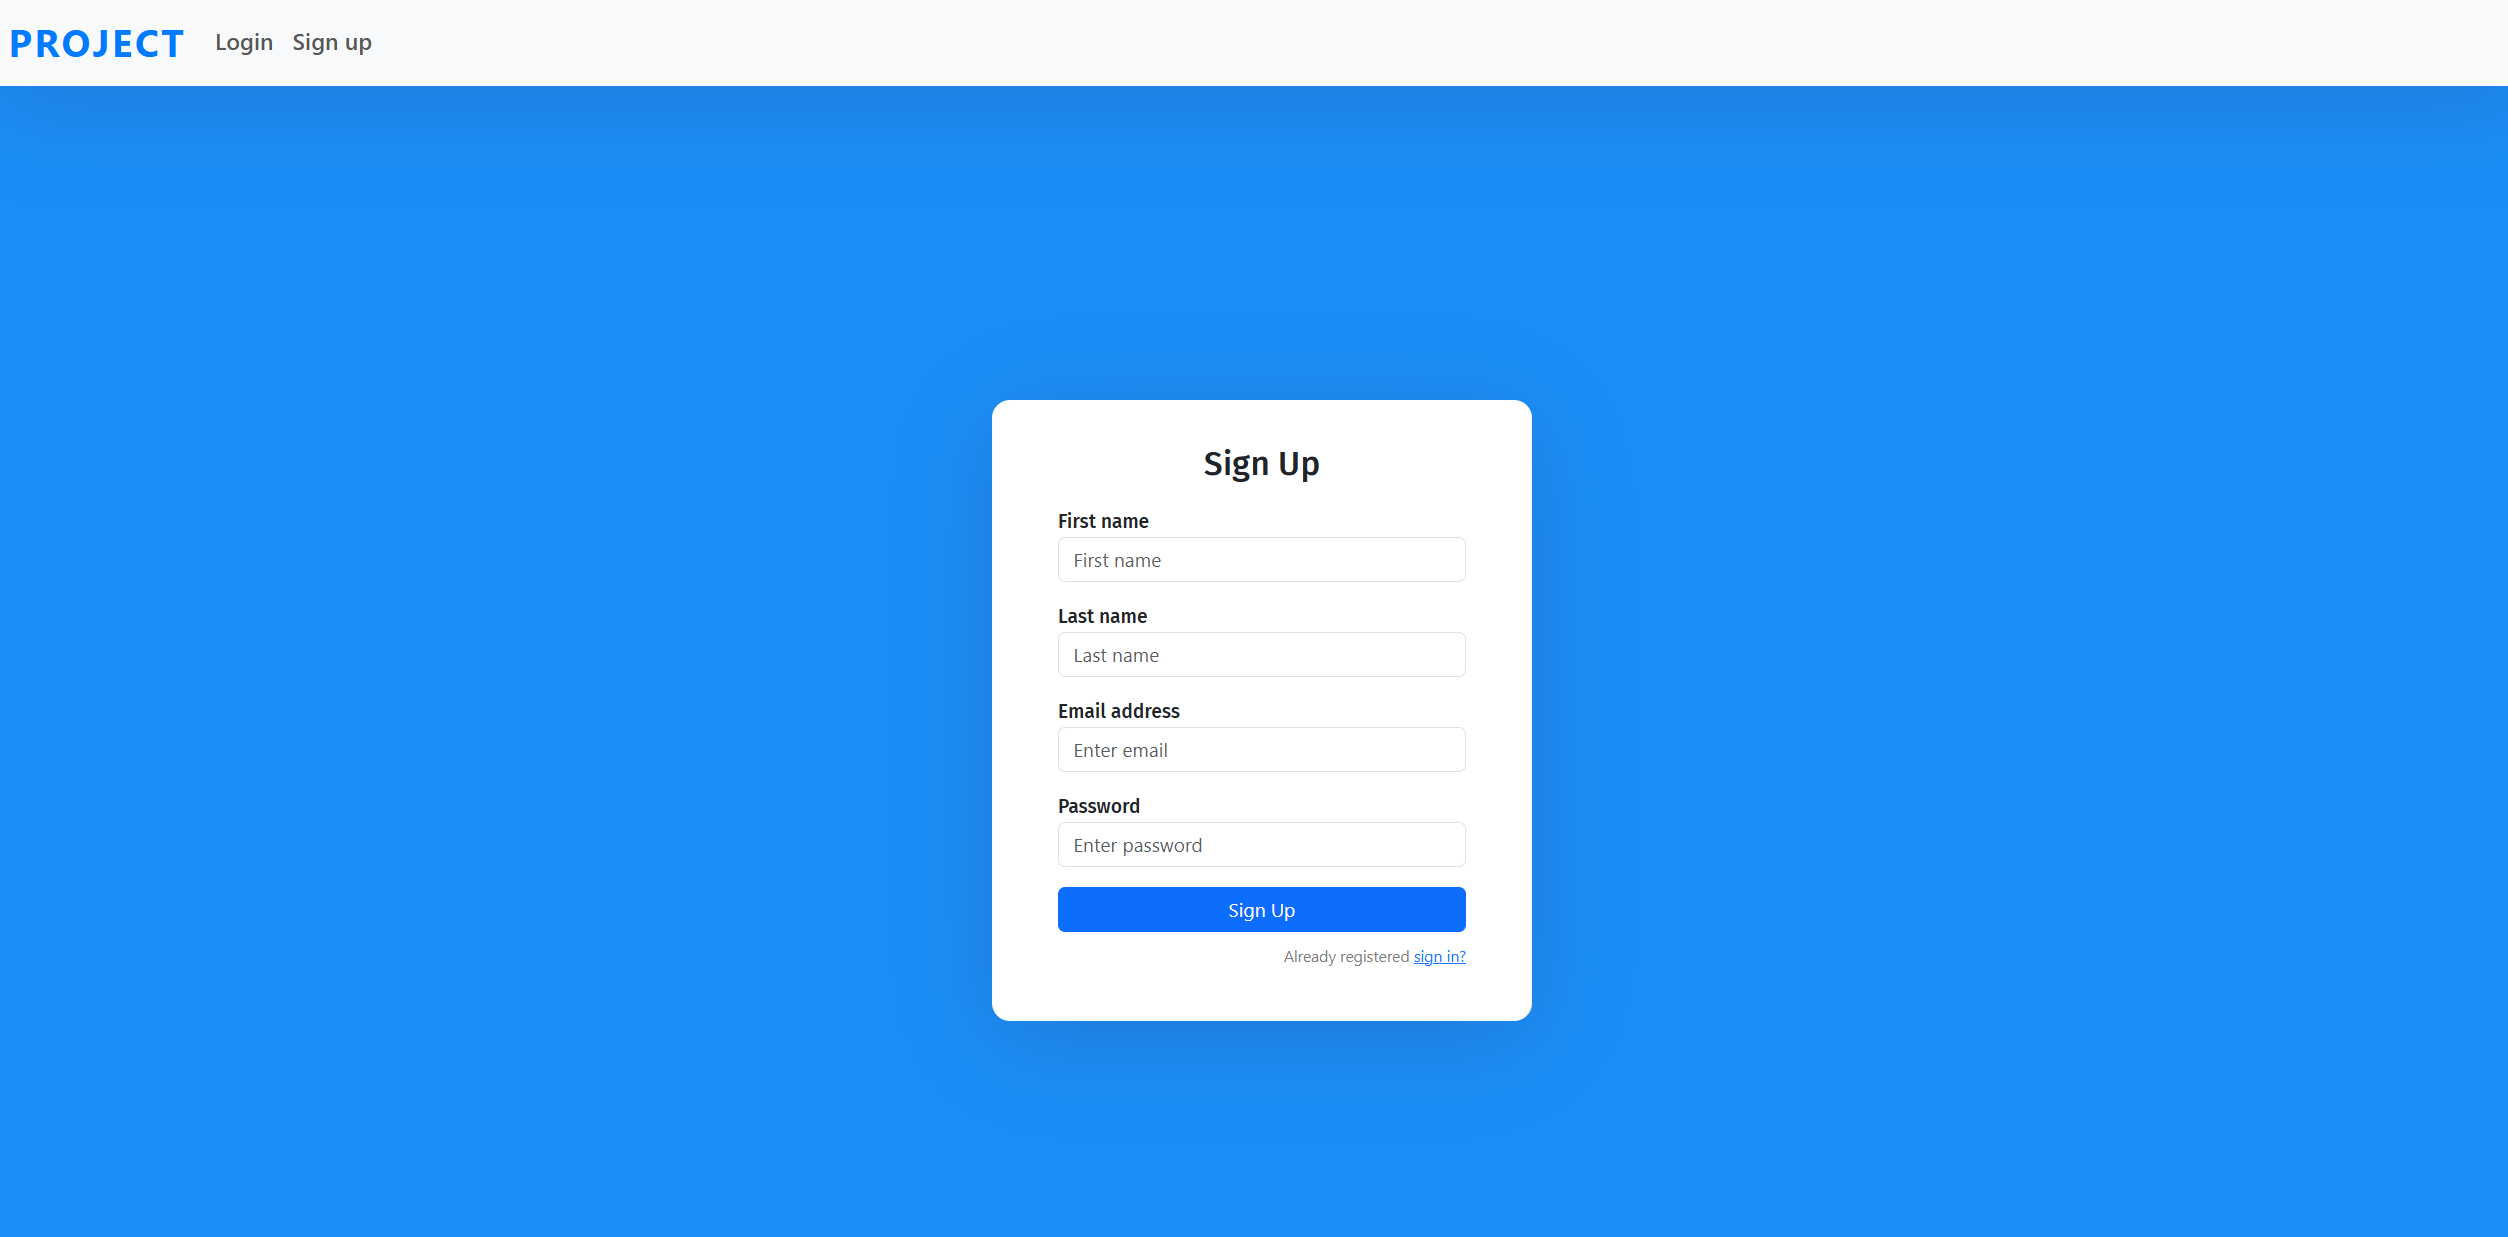 PROJECT Login Sign up
Sign Up
First name
First name
Last name
Last name
Email address
Enter email
Password
Enter password
Sign Up
Already registered sign in?